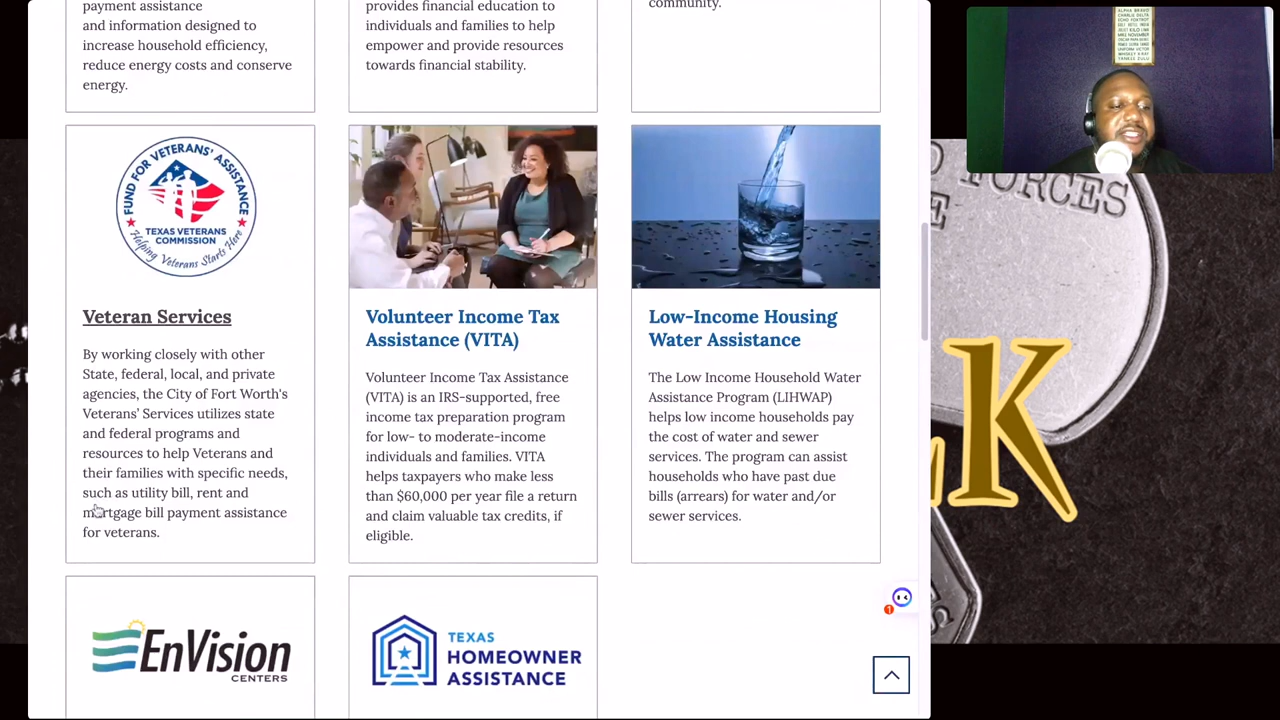 payment assistance
and information designed to
increase household efficiency,
reduce energy costs and conserve
energy.
provides financial education to
individuals and families to help
empower and provide resources
towards financial stability.
community.
FUND FOR VETERANS' ASSISTANCE
TEXAS VETERANS
COMMISSION
Helping Veterans Starts Here
Veteran Services
By working closely with other
State, federal, local, and private
agencies, the City of Fort Worth's
Veterans' Services utilizes state
and federal programs and
resources to help Veterans and
their families with specific needs,
such as utility bill, rent and
mortgage bill payment assistance
for veterans.
Volunteer Income Tax
Assistance (VITA)
Volunteer Income Tax Assistance
(VITA) is an IRS-supported, free
income tax preparation program
for low- to moderate-income
individuals and families. VITA
helps taxpayers who make less
than $60,000 per year file a return
and claim valuable tax credits, if
eligible.
Low-Income Housing
Water Assistance
The Low Income Household Water
Assistance Program (LIHWAP)
helps low income households pay
the cost of water and sewer
services. The program can assist
households who have past due
bills (arrears) for water and/or
sewer services.
EnVision
CENTERS
TEXAS
HOMEOWNER
ASSISTANCE
1
FORCES
K